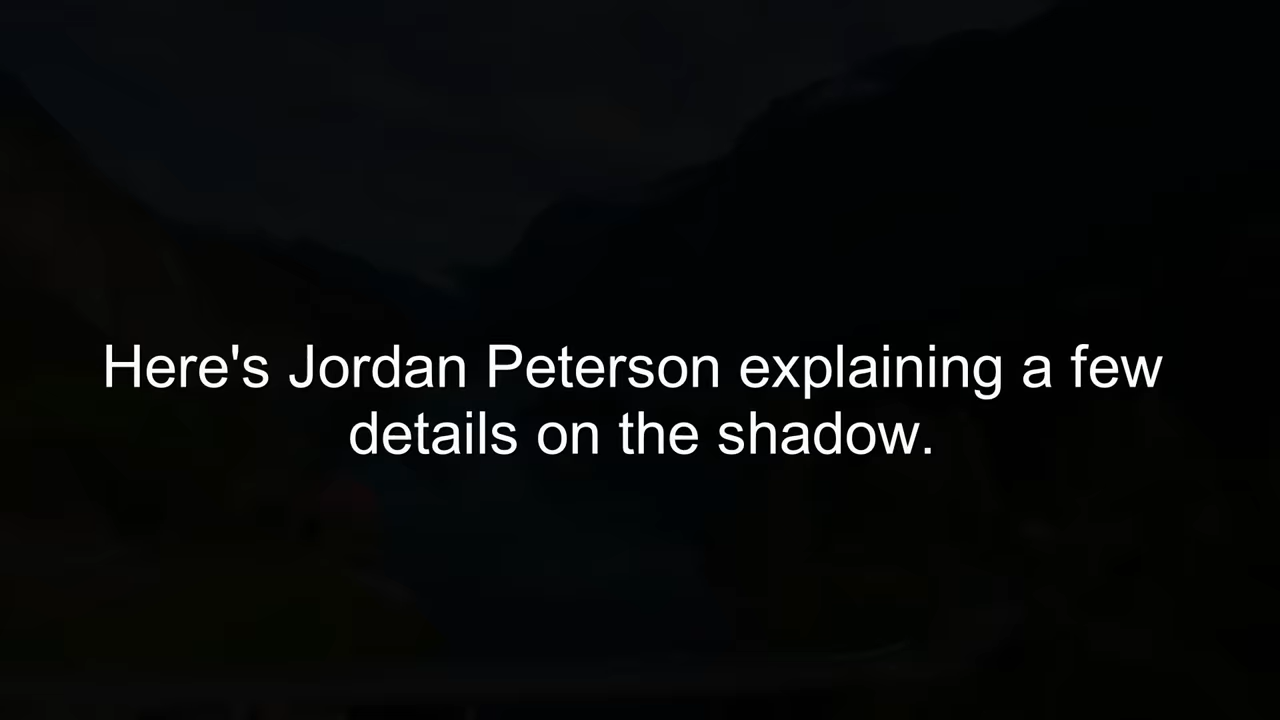 Here's Jordan Peterson explaining a few
details on the shadow.